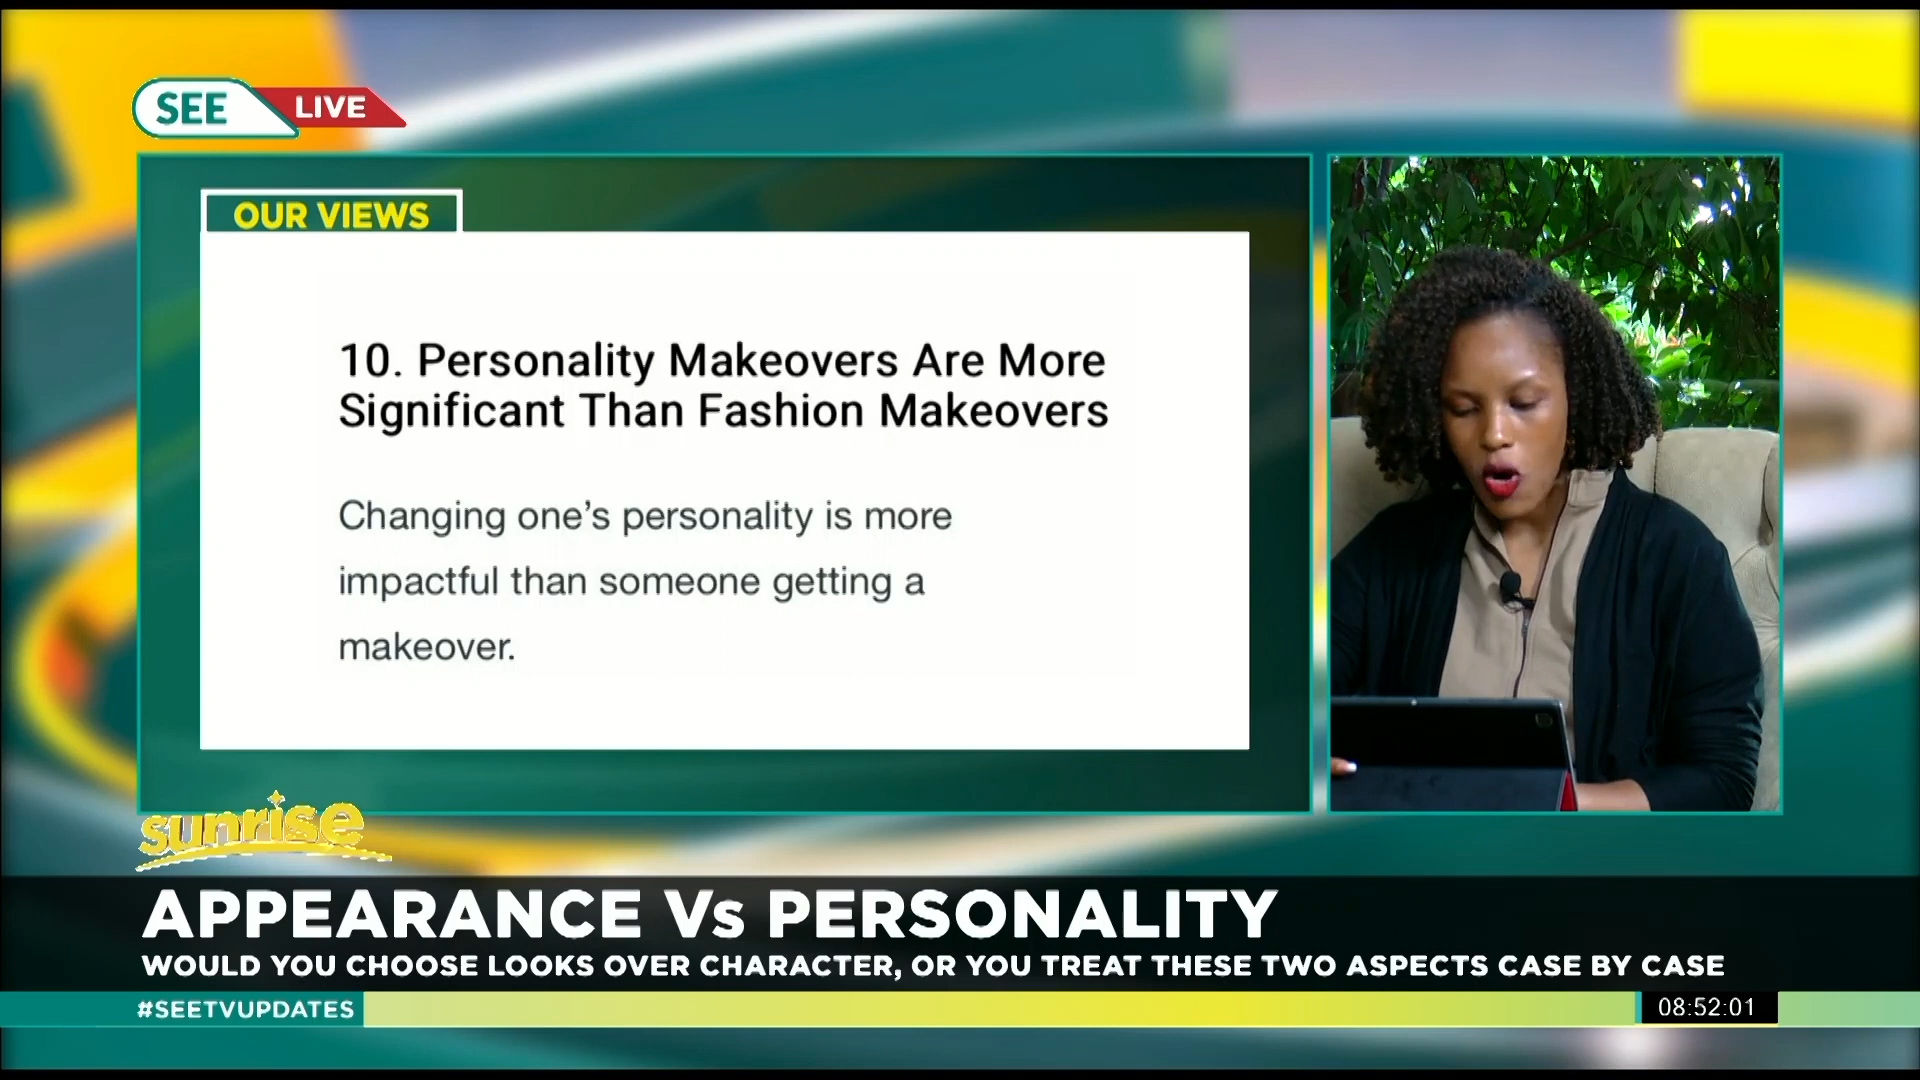 SEE
LIVE
OUR VIEWS
10. Personality Makeovers Are More
Significant Than Fashion Makeovers
Changing one’s personality is more
impactful than someone getting a
makeover.
sunrise
APPEARANCE Vs PERSONALITY
WOULD YOU CHOOSE LOOKS OVER CHARACTER, OR YOU TREAT THESE TWO ASPECTS CASE BY CASE
#SEETVUPDATES
08:52:01